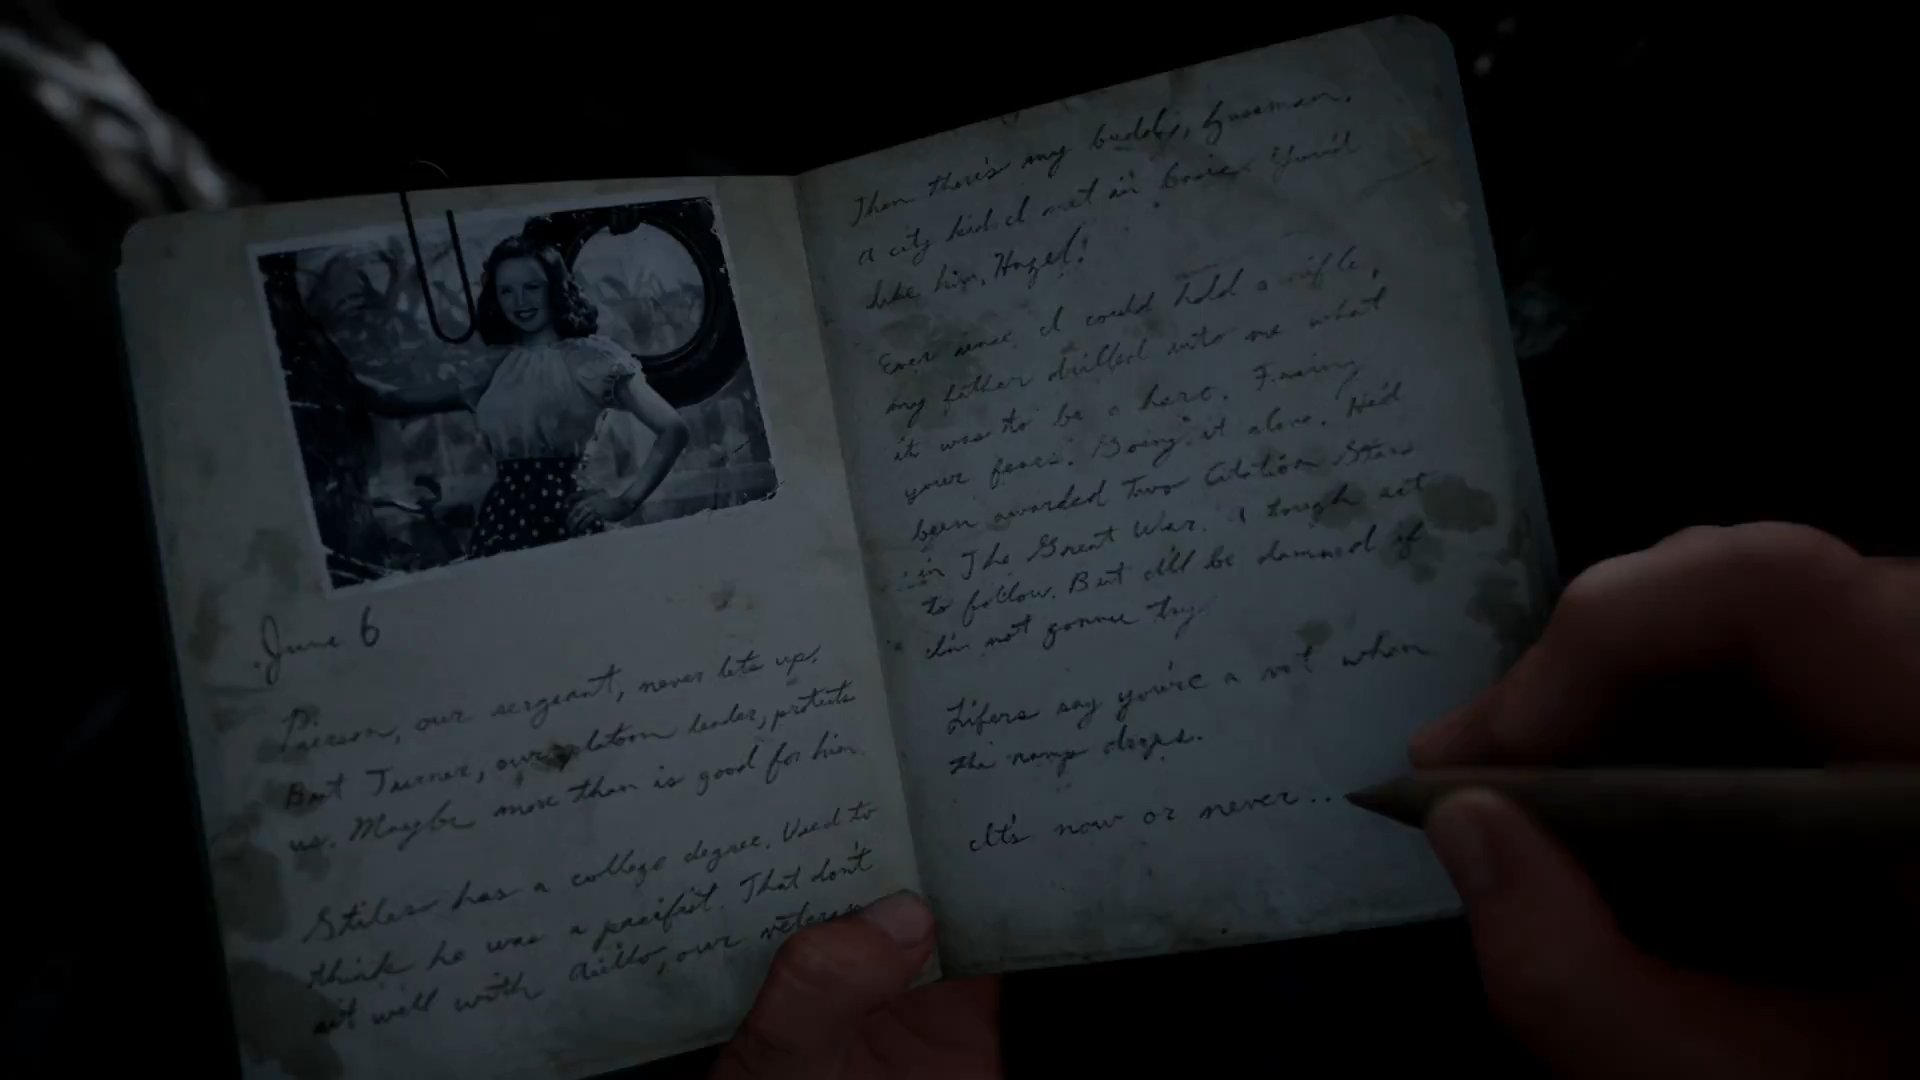 June 6
Pierson, our sergeant, never lets up.
But Turner, our platoon leader, protects
us. Maybe more than is good for him.
Stiles has a college degree. Used to
think he was a pacifist. That don't
sit well with Aiello, our veteran
Then there's my buddy, Zussman,
a city kid I met in basic. You'd
like him, Hazel!
Ever since I could hold a rifle,
my father drilled into me what
it was to be a hero. Facing
your fears. Going it alone. He'd
been awarded Two Citation Stars
in The Great War. A tough act
to follow. But I'll be damned if
I'm not gonna try
Lifers say you're a vet when
the ramp drops.
It's now or never...